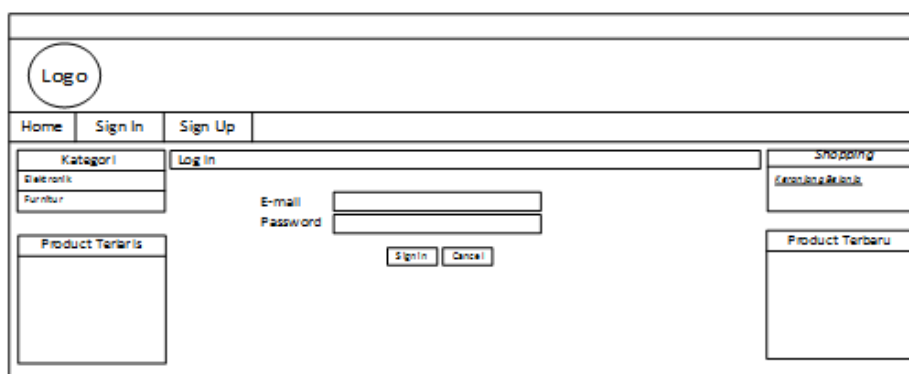 Logo
Home Sign In Sign Up
Kategori
Elektronik
Furnitur
Product Terlaris
Log In
E-mail
Password
Sign In Cancel
Shopping
Keranjang Belanja
Product Terbaru